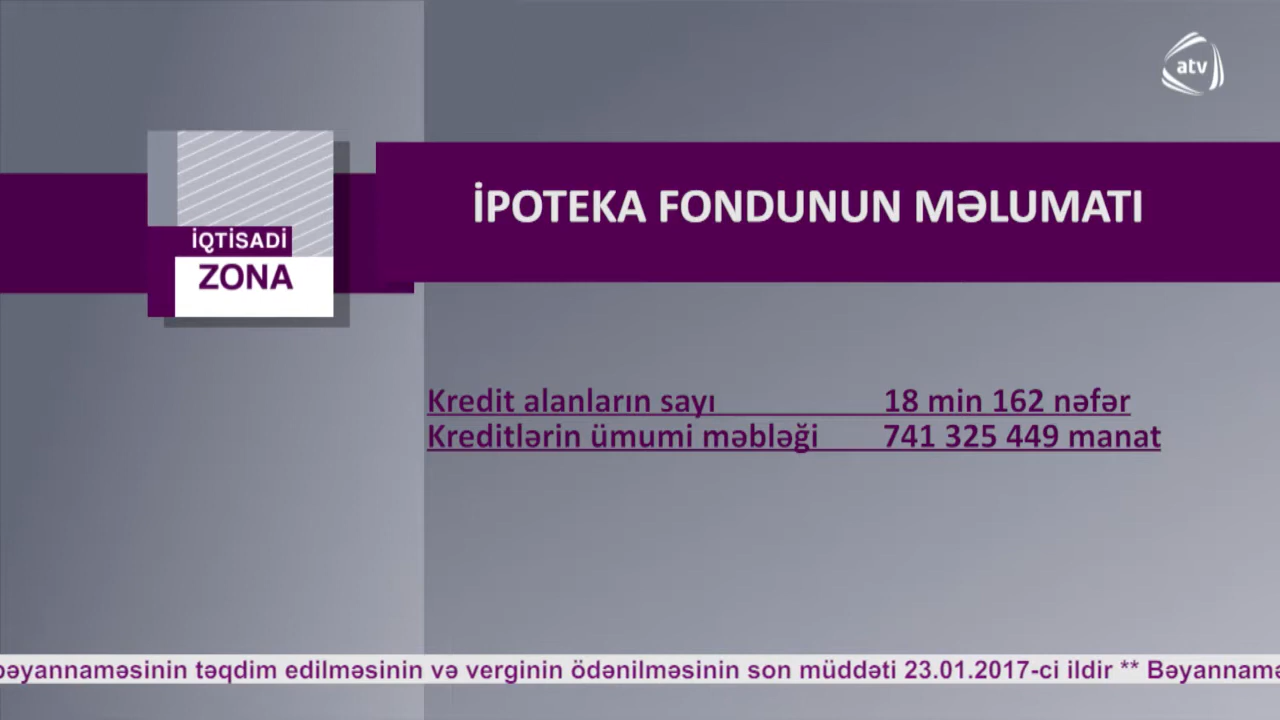 atv
İPOTEKA FONDUNUN MƏLUMATI
İQTİSADİ
ZONA
Kredit alanların sayı 18 min 162 nəfər
Kreditlərin ümumi məbləği 741 325 449 manat
bəyannaməsinin təqdim edilməsinin və verginin ödənilməsinin son müddəti 23.01.2017-ci ildir ** Bəyannamə